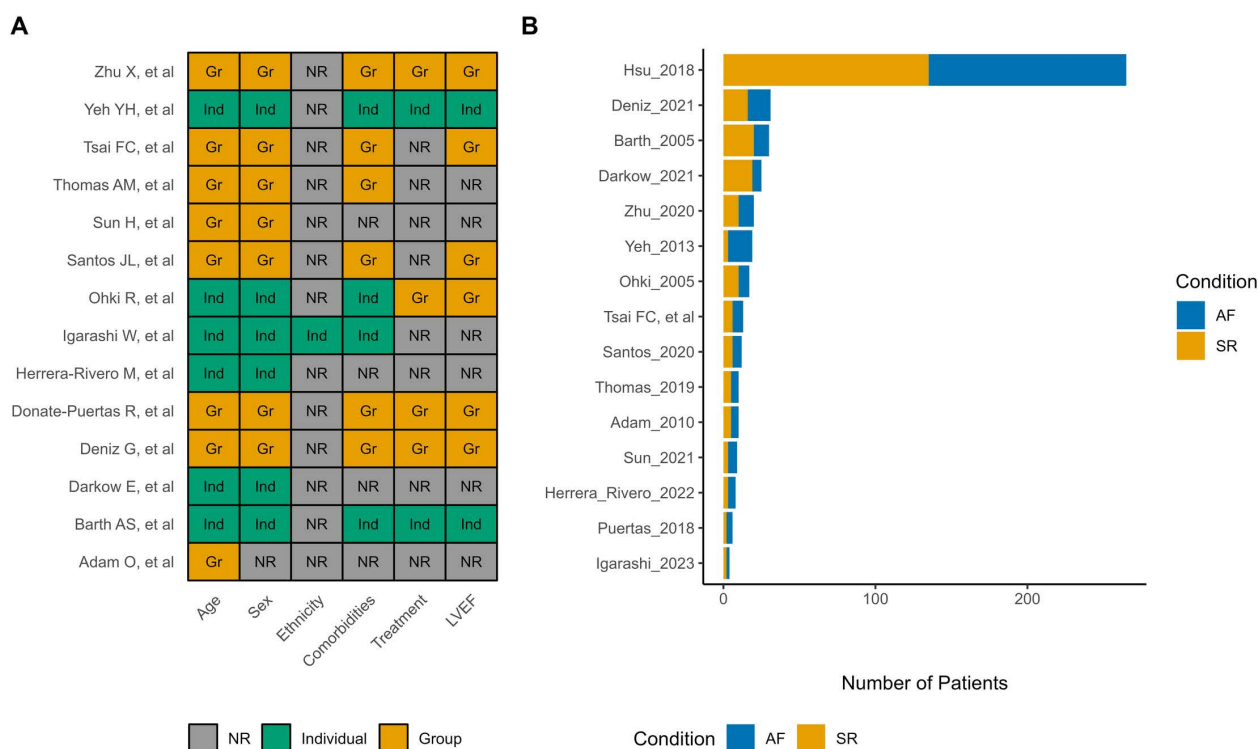 A
Zhu X, et al Gr Gr NR Gr Gr Gr
Yeh YH, et al Ind Ind NR Ind Ind Ind
Tsai FC, et al Gr Gr NR Gr NR Gr
Thomas AM, et al Gr Gr NR Gr NR NR
Sun H, et al Gr Gr NR NR NR NR
Santos JL, et al Gr Gr NR Gr NR Gr
Ohki R, et al Ind Ind NR Ind Gr Gr
Igarashi W, et al Ind Ind Ind Ind NR NR
Herrera-Rivero M, et al Ind Ind NR NR NR NR
Donate-Puertas R, et al Gr Gr NR Gr Gr Gr
Deniz G, et al Gr Gr NR Gr Gr Gr
Darkow E, et al Ind Ind NR NR NR NR
Barth AS, et al Ind Ind NR Ind Ind Ind
Adam O, et al Gr NR NR NR NR NR
Age Sex Ethnicity Comorbidities Treatment LVEF
NR Individual Group
B
Hsu_2018
Deniz_2021
Barth_2005
Darkow_2021
Zhu_2020
Yeh_2013
Ohki_2005
Tsai FC, et al
Santos_2020
Thomas_2019
Adam_2010
Sun_2021
Herrera_Rivero_2022
Puertas_2018
Igarashi_2023
0 100 200
Number of Patients
Condition
AF
SR
Condition AF SR